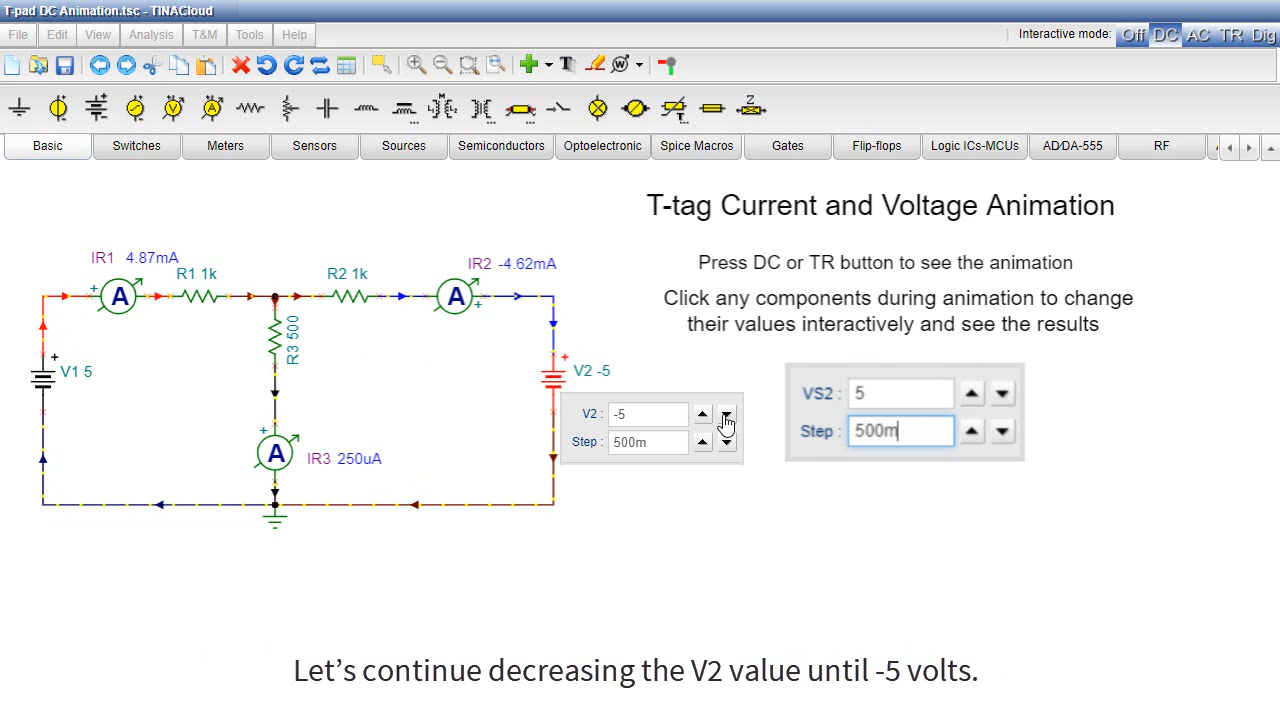 T-pad DC Animation.tsc - TINACloud
File Edit View Analysis T&M Tools Help Interactive mode: Off DC AC TR Dig
Basic Switches Meters Sensors Sources Semiconductors Optoelectronic Spice Macros Gates Flip-flops Logic ICs-MCUs AD/DA-555 RF
T-tag Current and Voltage Animation
Press DC or TR button to see the animation
Click any components during animation to change
their values interactively and see the results
IR1 4.87mA
R1 1k
R2 1k
IR2 -4.62mA
A
A
R3 500
V1 5
V2 -5
V2 : -5
Step : 500m
VS2 : 5
Step : 500m
A
IR3 250uA
Let's continue decreasing the V2 value until -5 volts.